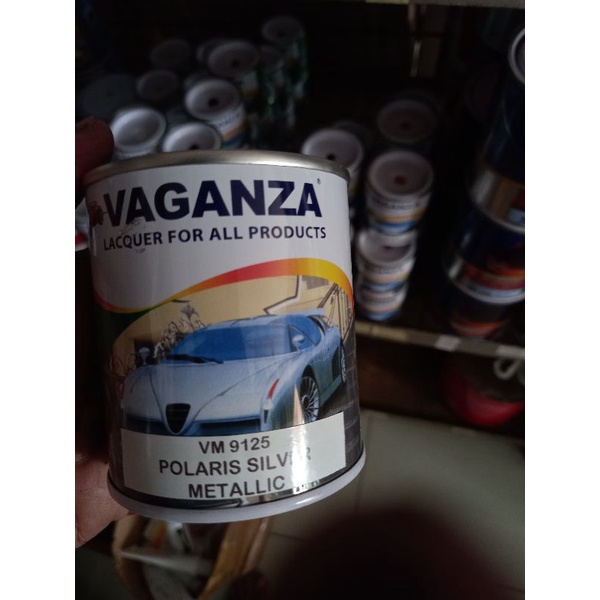 VAGANZA®
LACQUER FOR ALL PRODUCTS
VM 9125
POLARIS SILVER
METALLIC